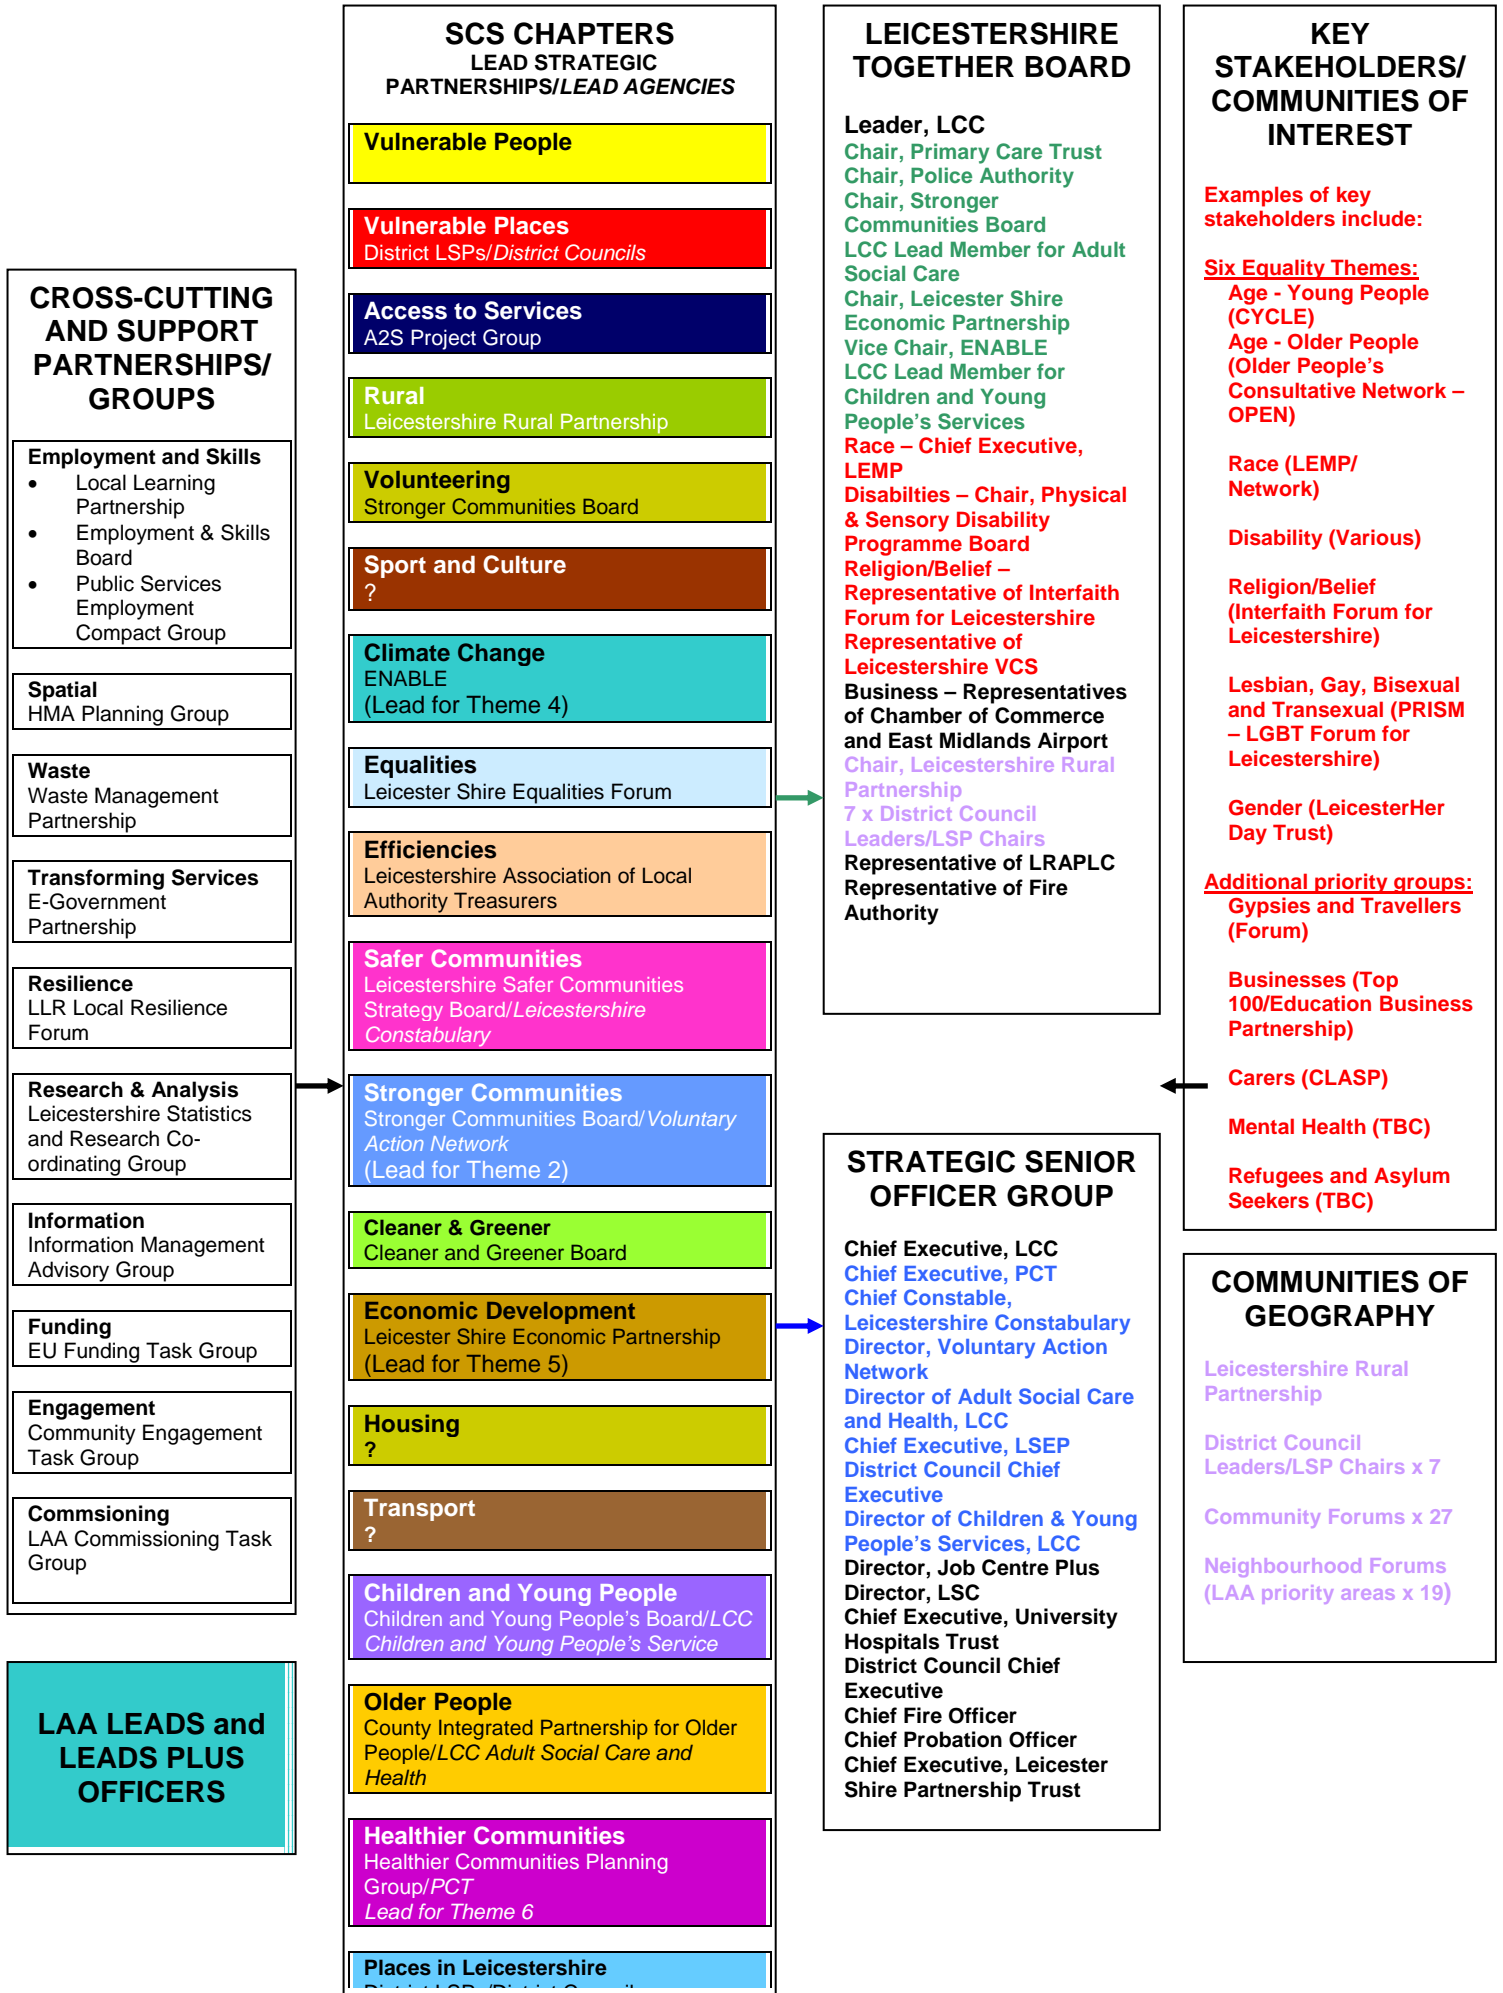 CROSS-CUTTING
AND SUPPORT
PARTNERSHIPS/
GROUPS
Employment and Skills
• Local Learning
Partnership
• Employment & Skills
Board
• Public Services
Employment
Compact Group
Spatial
HMA Planning Group
Waste
Waste Management
Partnership
Transforming Services
E-Government
Partnership
Resilience
LLR Local Resilience
Forum
Research & Analysis
Leicestershire Statistics
and Research Co-
ordinating Group
Information
Information Management
Advisory Group
Funding
EU Funding Task Group
Engagement
Community Engagement
Task Group
Commsioning
LAA Commissioning Task
Group
LAA LEADS and
LEADS PLUS
OFFICERS
SCS CHAPTERS
LEAD STRATEGIC
PARTNERSHIPS/LEAD AGENCIES
Vulnerable People
Vulnerable Places
District LSPs/District Councils
Access to Services
A2S Project Group
Rural
Leicestershire Rural Partnership
Volunteering
Stronger Communities Board
Sport and Culture
?
Climate Change
ENABLE
(Lead for Theme 4)
Equalities
Leicester Shire Equalities Forum
Efficiencies
Leicestershire Association of Local
Authority Treasurers
Safer Communities
Leicestershire Safer Communities
Strategy Board/Leicestershire
Constabulary
Stronger Communities
Stronger Communities Board/Voluntary
Action Network
(Lead for Theme 2)
Cleaner & Greener
Cleaner and Greener Board
Economic Development
Leicester Shire Economic Partnership
(Lead for Theme 5)
Housing
?
Transport
?
Children and Young People
Children and Young People's Board/LCC
Children and Young People's Service
Older People
County Integrated Partnership for Older
People/LCC Adult Social Care and
Health
Healthier Communities
Healthier Communities Planning
Group/PCT
Lead for Theme 6
Places in Leicestershire
LEICESTERSHIRE
TOGETHER BOARD
Leader, LCC
Chair, Primary Care Trust
Chair, Police Authority
Chair, Stronger
Communities Board
LCC Lead Member for Adult
Social Care
Chair, Leicester Shire
Economic Partnership
Vice Chair, ENABLE
LCC Lead Member for
Children and Young
People's Services
Race – Chief Executive,
LEMP
Disabilties – Chair, Physical
& Sensory Disability
Programme Board
Religion/Belief –
Representative of Interfaith
Forum for Leicestershire
Representative of
Leicestershire VCS
Business – Representatives
of Chamber of Commerce
and East Midlands Airport
Chair, Leicestershire Rural
Partnership
7 x District Council
Leaders/LSP Chairs
Representative of LRAPLC
Representative of Fire
Authority
STRATEGIC SENIOR
OFFICER GROUP
Chief Executive, LCC
Chief Executive, PCT
Chief Constable,
Leicestershire Constabulary
Director, Voluntary Action
Network
Director of Adult Social Care
and Health, LCC
Chief Executive, LSEP
District Council Chief
Executive
Director of Children & Young
People's Services, LCC
Director, Job Centre Plus
Director, LSC
Chief Executive, University
Hospitals Trust
District Council Chief
Executive
Chief Fire Officer
Chief Probation Officer
Chief Executive, Leicester
Shire Partnership Trust
KEY
STAKEHOLDERS/
COMMUNITIES OF
INTEREST
Examples of key
stakeholders include:
Six Equality Themes:
Age - Young People
(CYCLE)
Age - Older People
(Older People's
Consultative Network –
OPEN)
Race (LEMP/
Network)
Disability (Various)
Religion/Belief
(Interfaith Forum for
Leicestershire)
Lesbian, Gay, Bisexual
and Transexual (PRISM
– LGBT Forum for
Leicestershire)
Gender (LeicesterHer
Day Trust)
Additional priority groups:
Gypsies and Travellers
(Forum)
Businesses (Top
100/Education Business
Partnership)
Carers (CLASP)
Mental Health (TBC)
Refugees and Asylum
Seekers (TBC)
COMMUNITIES OF
GEOGRAPHY
Leicestershire Rural
Partnership
District Council
Leaders/LSP Chairs x 7
Community Forums x 27
Neighbourhood Forums
(LAA priority areas x 19)